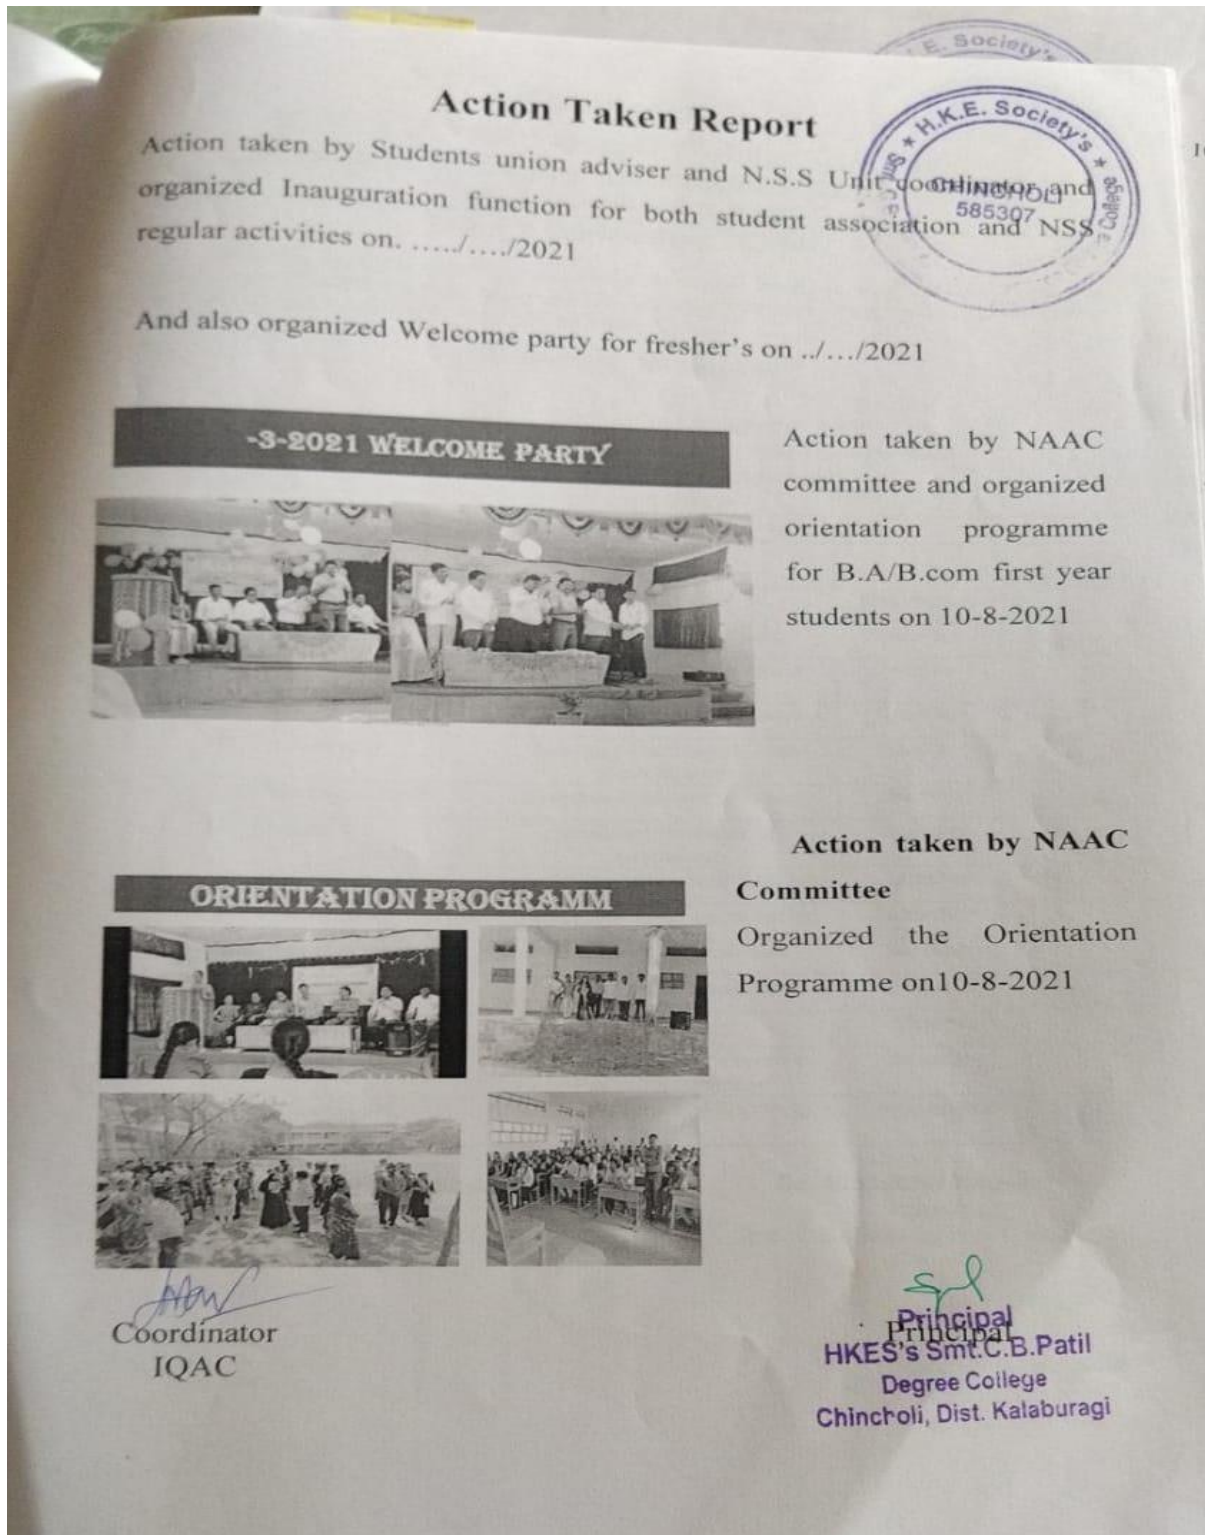 E. Society's
Action Taken Report
★ H.K.E. Society's ★
CHINCHOLI
585307
Action taken by Students union adviser and N.S.S Unit coordinator and
organized Inauguration function for both student association and NSS
regular activities on. ...../..../2021
And also organized Welcome party for fresher's on ../.../2021
-3-2021 WELCOME PARTY
Action taken by NAAC
committee and organized
orientation programme
for B.A/B.com first year
students on 10-8-2021
Action taken by NAAC
Committee
ORIENTATION PROGRAMM
Organized the Orientation
Programme on10-8-2021
Coordinator
IQAC
Principal
Principal
HKES's Smt.C.B.Patil
Degree College
Chincholi, Dist. Kalaburagi